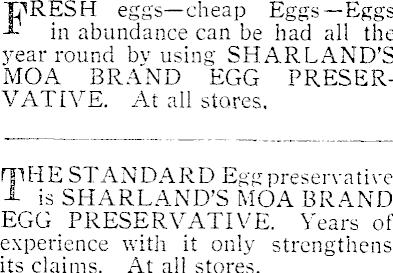 FRESH eggs—cheap Eggs—Eggs
in abundance can be had all the
year round by using SHARLAND'S
MOA BRAND EGG PRESER-
VATIVE. At all stores.
THE STANDARD Egg preservative
is SHARLAND'S MOA BRAND
EGG PRESERVATIVE. Years of
experience with it only strengthens
its claims. At all stores.